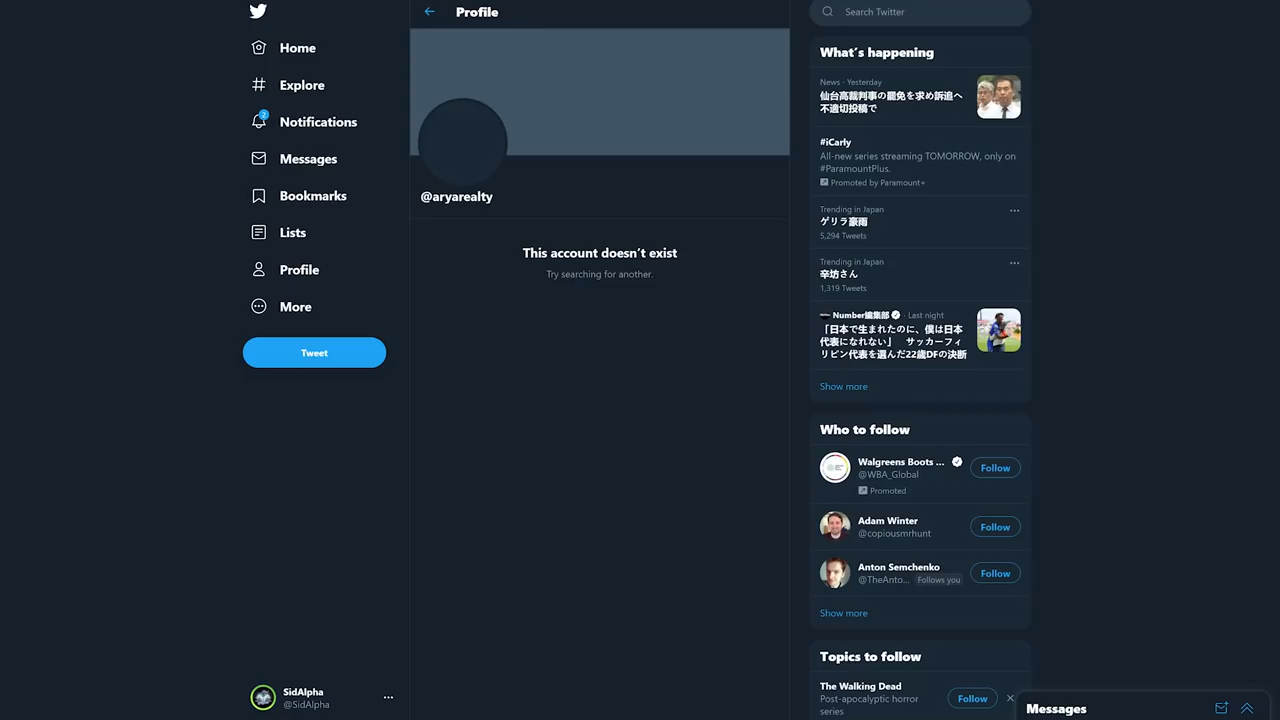 Home
Explore
2
Notifications
Messages
Bookmarks
Lists
Profile
More
Tweet
SidAlpha
@SidAlpha
Profile
@aryarealty
This account doesn't exist
Try searching for another.
Search Twitter
What's happening
News · Yesterday
仙台高裁判事の罷免を求め訴追へ
不適切投稿で
#iCarly
All-new series streaming TOMORROW, only on
#ParamountPlus.
Promoted by Paramount+
Trending in Japan
ゲリラ豪雨
5,294 Tweets
Trending in Japan
辛坊さん
1,319 Tweets
Number編集部 · Last night
「日本で生まれたのに、僕は日本
代表になれない」 サッカーフィ
リピン代表を選んだ22歳DFの決断
Show more
Who to follow
Walgreens Boots ...
@WBA_Global
Promoted
Follow
Adam Winter
@copiousmrhunt
Follow
Anton Semchenko
@TheAnto... Follows you
Follow
Show more
Topics to follow
The Walking Dead
Post-apocalyptic horror
series
Follow
Messages